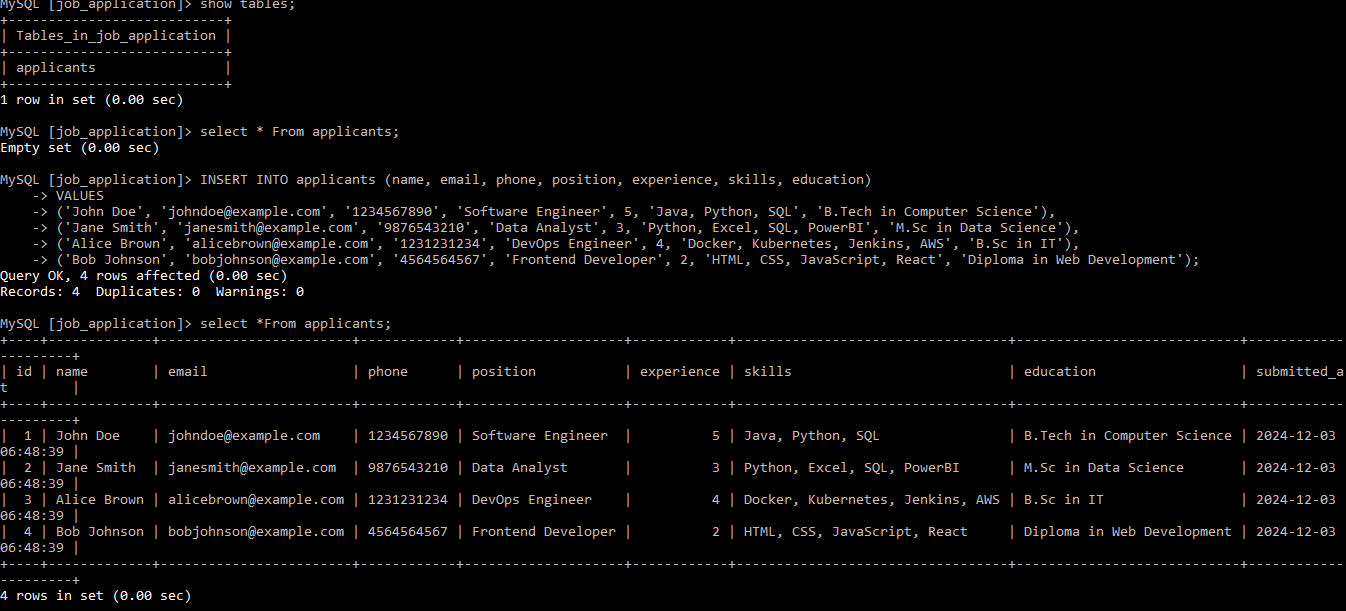 MySQL [job_application]> show tables;
+---------------------------+
| Tables_in_job_application |
+---------------------------+
| applicants                |
+---------------------------+
1 row in set (0.00 sec)

MySQL [job_application]> select * From applicants;
Empty set (0.00 sec)

MySQL [job_application]> INSERT INTO applicants (name, email, phone, position, experience, skills, education)
    -> VALUES
    -> ('John Doe', 'johndoe@example.com', '1234567890', 'Software Engineer', 5, 'Java, Python, SQL', 'B.Tech in Computer Science'),
    -> ('Jane Smith', 'janesmith@example.com', '9876543210', 'Data Analyst', 3, 'Python, Excel, SQL, PowerBI', 'M.Sc in Data Science'),
    -> ('Alice Brown', 'alicebrown@example.com', '1231231234', 'DevOps Engineer', 4, 'Docker, Kubernetes, Jenkins, AWS', 'B.Sc in IT'),
    -> ('Bob Johnson', 'bobjohnson@example.com', '4564564567', 'Frontend Developer', 2, 'HTML, CSS, JavaScript, React', 'Diploma in Web Development');
Query OK, 4 rows affected (0.00 sec)
Records: 4  Duplicates: 0  Warnings: 0

MySQL [job_application]> select *From applicants;
+----+-------------+------------------------+------------+--------------------+------------+----------------------------------+----------------------------+------------
---------+
| id | name        | email                  | phone      | position           | experience | skills                           | education                  | submitted_a
t        |
+----+-------------+------------------------+------------+--------------------+------------+----------------------------------+----------------------------+------------
---------+
|  1 | John Doe    | johndoe@example.com    | 1234567890 | Software Engineer  |          5 | Java, Python, SQL                | B.Tech in Computer Science | 2024-12-03
06:48:39 |
|  2 | Jane Smith  | janesmith@example.com  | 9876543210 | Data Analyst       |          3 | Python, Excel, SQL, PowerBI      | M.Sc in Data Science       | 2024-12-03
06:48:39 |
|  3 | Alice Brown | alicebrown@example.com | 1231231234 | DevOps Engineer    |          4 | Docker, Kubernetes, Jenkins, AWS | B.Sc in IT                 | 2024-12-03
06:48:39 |
|  4 | Bob Johnson | bobjohnson@example.com | 4564564567 | Frontend Developer |          2 | HTML, CSS, JavaScript, React     | Diploma in Web Development | 2024-12-03
06:48:39 |
+----+-------------+------------------------+------------+--------------------+------------+----------------------------------+----------------------------+------------
---------+
4 rows in set (0.00 sec)